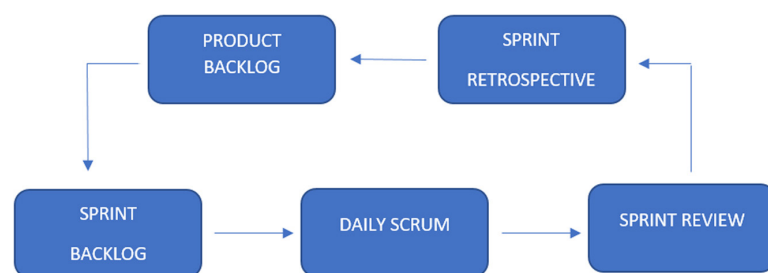 PRODUCT
BACKLOG
SPRINT
RETROSPECTIVE
SPRINT
BACKLOG
DAILY SCRUM
SPRINT REVIEW